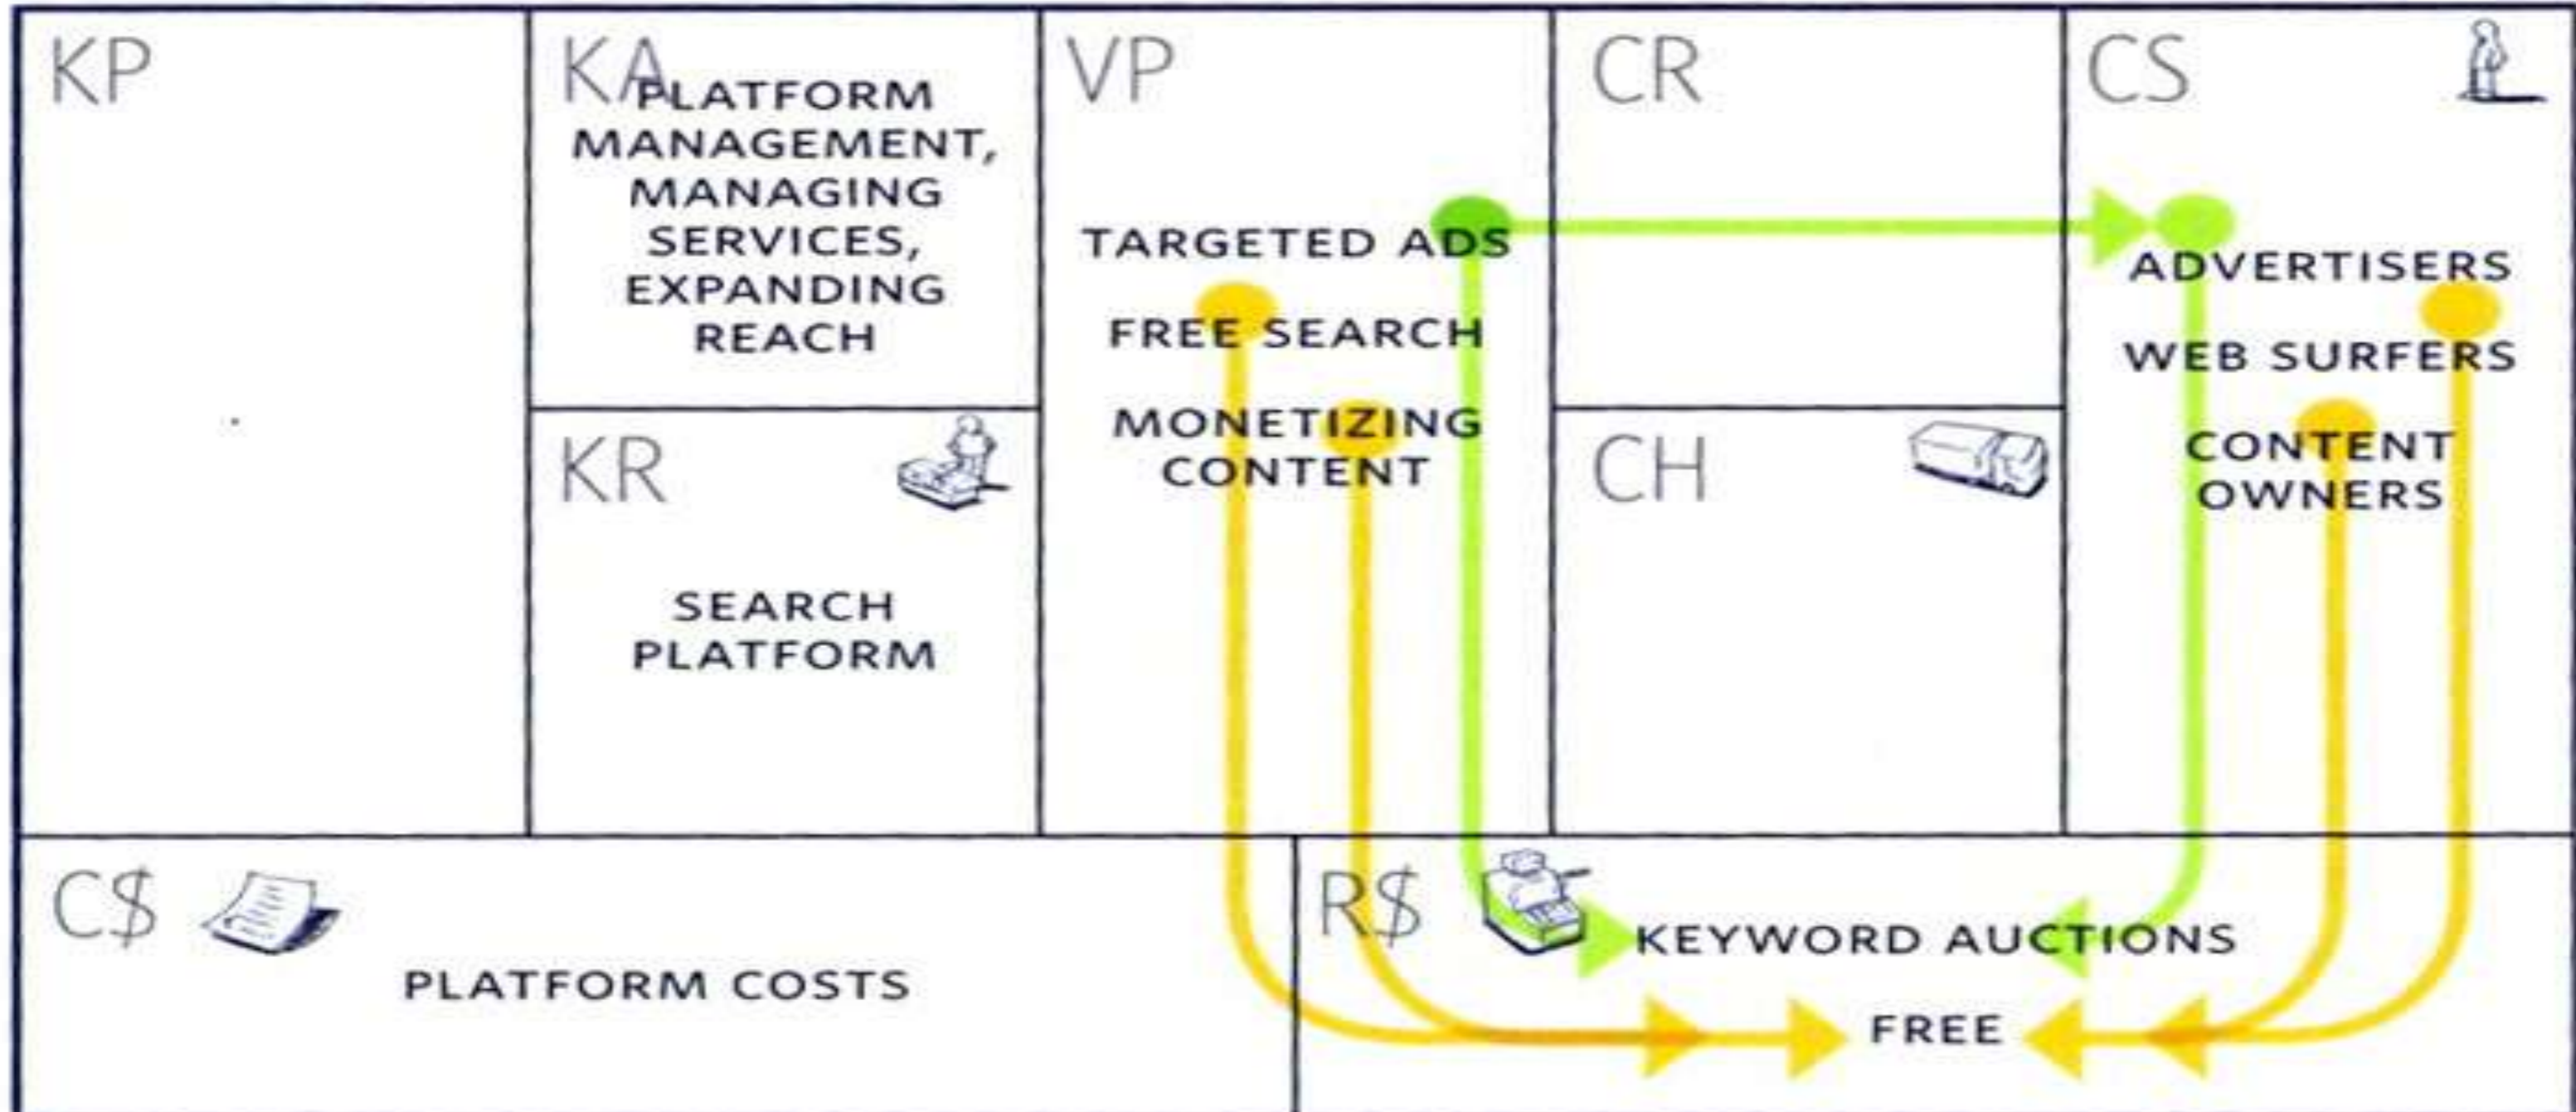 KP
KA
PLATFORM
MANAGEMENT,
MANAGING
SERVICES,
EXPANDING
REACH
KR
SEARCH
PLATFORM
VP
TARGETED ADS
FREE SEARCH
MONETIZING
CONTENT
CR
CH
CS
ADVERTISERS
WEB SURFERS
CONTENT
OWNERS
C$
PLATFORM COSTS
R$
KEYWORD AUCTIONS
FREE